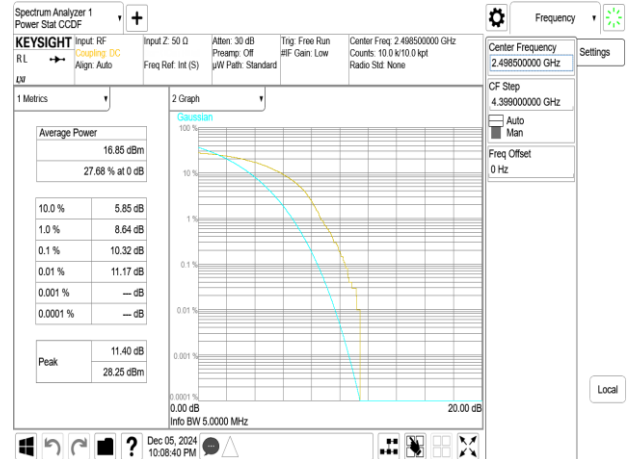 Spectrum Analyzer 1
Power Stat CCDF
Frequency
KEYSIGHT
RL
LXI
Input: RF
Coupling: DC
Align: Auto
Input Z: 50 Ω
Freq Ref: Int (S)
Atten: 30 dB
Preamp: Off
µW Path: Standard
Trig: Free Run
#IF Gain: Low
Center Freq: 2.498500000 GHz
Counts: 10.0 k/10.0 kpt
Radio Std: None
Center Frequency
2.498500000 GHz
Settings
CF Step
4.399000000 GHz
Auto
Man
Freq Offset
0 Hz
Local
1 Metrics
Average Power
16.85 dBm
27.68 % at 0 dB
10.0 % 5.85 dB
1.0 % 8.64 dB
0.1 % 10.32 dB
0.01 % 11.17 dB
0.001 % --- dB
0.0001 % --- dB
Peak
11.40 dB
28.25 dBm
2 Graph
Gaussian
100 %
10 %
1 %
0.1 %
0.01 %
0.001 %
0.0001 %
0.00 dB
20.00 dB
Info BW 5.0000 MHz
?
Dec 05, 2024
10:08:40 PM